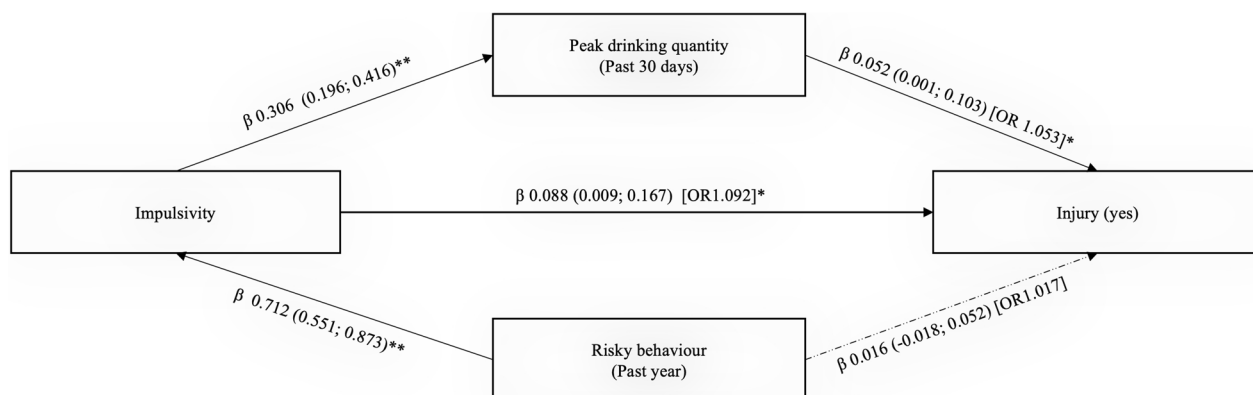 Peak drinking quantity
(Past 30 days)
β 0.306 (0.196; 0.416)**
β 0.052 (0.001; 0.103) [OR 1.053]*
Impulsivity
β 0.088 (0.009; 0.167) [OR1.092]*
Injury (yes)
β 0.712 (0.551; 0.873)**
β 0.016 (-0.018; 0.052) [OR1.017]
Risky behaviour
(Past year)